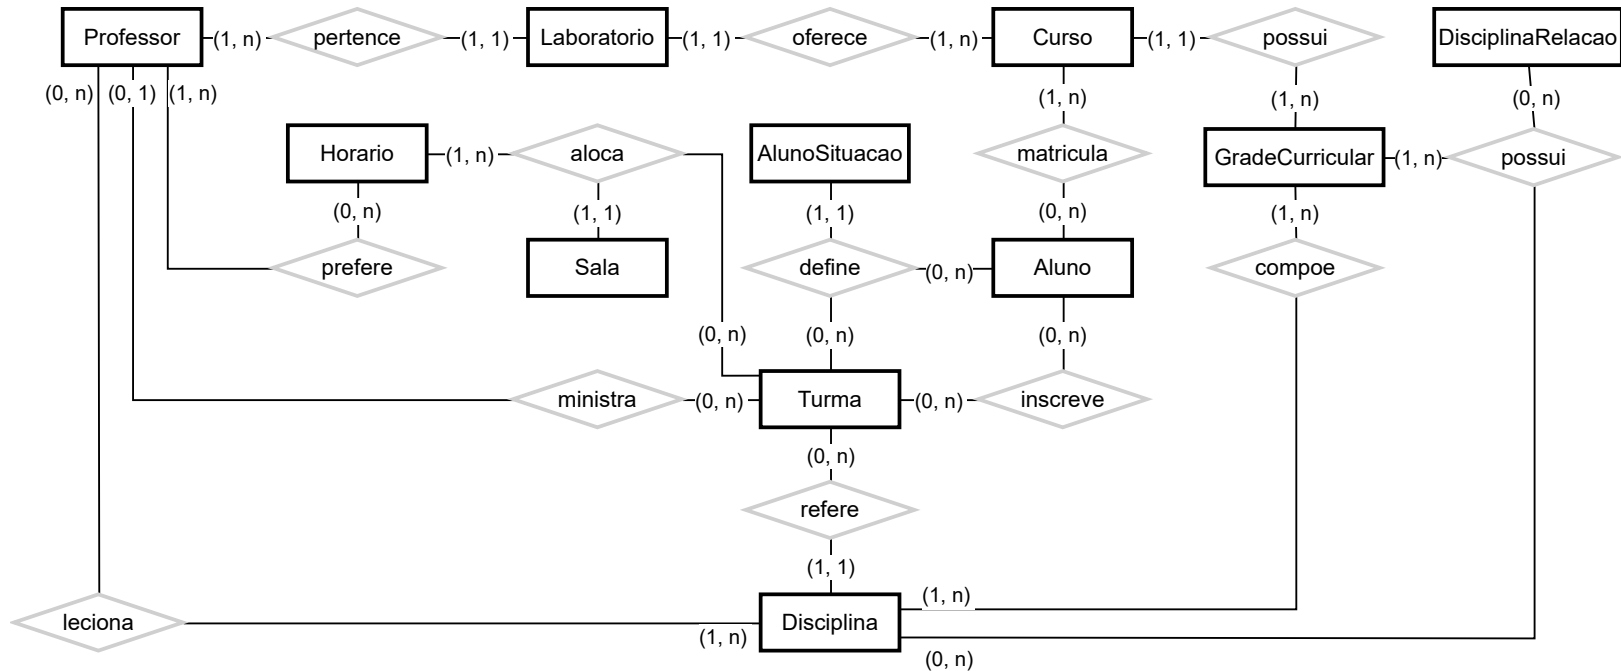 Professor
(1, n)
pertence
(1, 1)
Laboratorio
(1, 1)
oferece
(1, n)
Curso
(1, 1)
possui
DisciplinaRelacao
(0, n)
(0, 1)
(1, n)
(1, n)
(1, n)
(0, n)
Horario
(1, n)
aloca
AlunoSituacao
matricula
GradeCurricular
(1, n)
possui
(0, n)
(1, 1)
(1, 1)
(0, n)
(1, n)
prefere
Sala
define
(0, n)
Aluno
compoe
(0, n)
(0, n)
(0, n)
ministra
(0, n)
Turma
(0, n)
inscreve
(0, n)
refere
(1, 1)
(1, n)
leciona
(1, n)
Disciplina
(0, n)